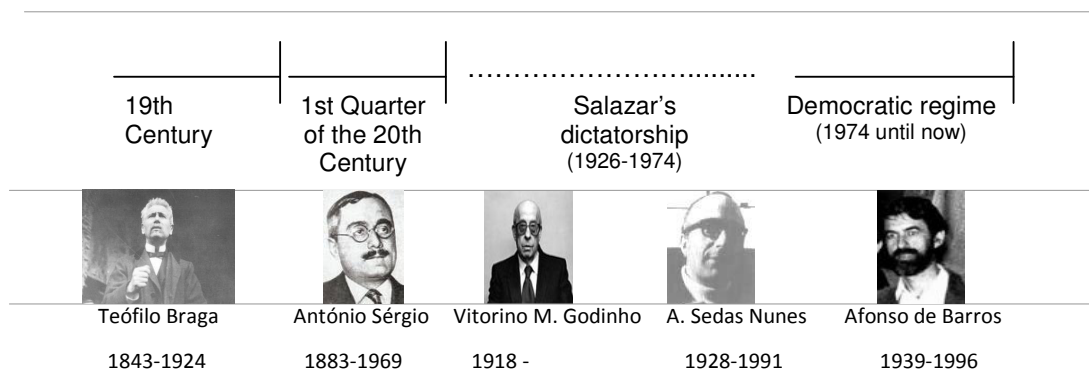 19th
Century
1st Quarter
of the 20th
Century
Salazar's
dictatorship
(1926-1974)
Democratic regime
(1974 until now)
Teófilo Braga
António Sérgio
Vitorino M. Godinho
A. Sedas Nunes
Afonso de Barros
1843-1924
1883-1969
1918 -
1928-1991
1939-1996